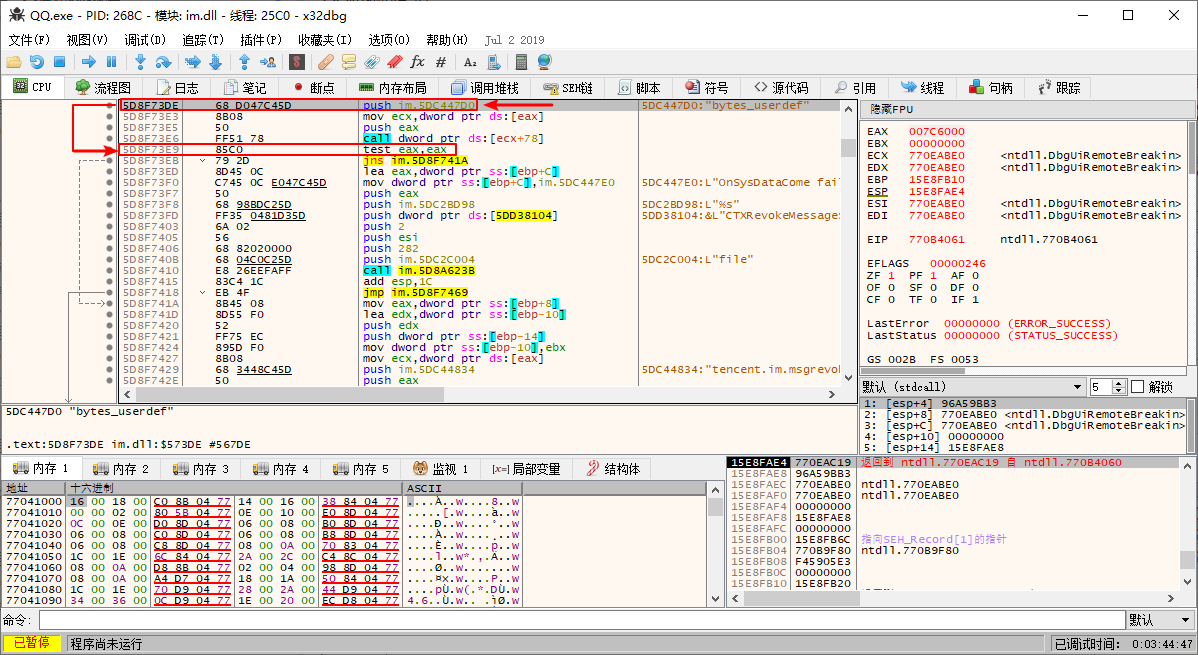 QQ.exe - PID: 268C - 模块: im.dll - 线程: 25C0 - x32dbg
文件(F) 视图(V) 调试(D) 追踪(T) 插件(P) 收藏夹(I) 选项(O) 帮助(H) Jul 2 2019
CPU 流程图 日志 笔记 断点 内存布局 调用堆栈 SEH链 脚本 符号 源代码 引用 线程 句柄 跟踪
5D8F73DE 68 D047C45D push im.5DC447D0 5DC447D0:"bytes_userdef"
5D8F73E3 8B08 mov ecx,dword ptr ds:[eax]
5D8F73E5 50 push eax
5D8F73E6 FF51 78 call dword ptr ds:[ecx+78]
5D8F73E9 85C0 test eax,eax
5D8F73EB 79 2D jns im.5D8F741A
5D8F73ED 8D45 0C lea eax,dword ptr ss:[ebp+C]
5D8F73F0 C745 0C E047C45D mov dword ptr ss:[ebp+C],im.5DC447E0 5DC447E0:L"OnSysDataCome fail
5D8F73F7 50 push eax
5D8F73F8 68 98BDC25D push im.5DC2BD98 5DC2BD98:L"%s"
5D8F73FD FF35 0481D35D push dword ptr ds:[5DD38104] 5DD38104:&L"CTXRevokeMessage:
5D8F7403 6A 02 push 2
5D8F7405 56 push esi
5D8F7406 68 82020000 push 282
5D8F740B 68 04C0C25D push im.5DC2C004 5DC2C004:L"file"
5D8F7410 E8 26EEFAFF call im.5D8A623B
5D8F7415 83C4 1C add esp,1C
5D8F7418 EB 4F jmp im.5D8F7469
5D8F741A 8B45 08 mov eax,dword ptr ss:[ebp+8]
5D8F741D 8D55 F0 lea edx,dword ptr ss:[ebp-10]
5D8F7420 52 push edx
5D8F7421 FF75 EC push dword ptr ss:[ebp-14]
5D8F7424 895D F0 mov dword ptr ss:[ebp-10],ebx
5D8F7427 8B08 mov ecx,dword ptr ds:[eax]
5D8F7429 68 3448C45D push im.5DC44834 5DC44834:"tencent.im.msgrevol
5D8F742E 50 push eax
隐藏FPU
EAX 007C6000
EBX 00000000
ECX 770EABE0 <ntdll.DbgUiRemoteBreakin>
EDX 770EABE0 <ntdll.DbgUiRemoteBreakin>
EBP 15E8FB10
ESP 15E8FAE4
ESI 770EABE0 <ntdll.DbgUiRemoteBreakin>
EDI 770EABE0 <ntdll.DbgUiRemoteBreakin>
EIP 770B4061 ntdll.770B4061
EFLAGS 00000246
ZF 1 PF 1 AF 0
OF 0 SF 0 DF 0
CF 0 TF 0 IF 1
LastError 00000000 (ERROR_SUCCESS)
LastStatus 00000000 (STATUS_SUCCESS)
GS 002B FS 0053
默认 (stdcall) 5 解锁
1: [esp+4] 96A59BB3
2: [esp+8] 770EABE0 <ntdll.DbgUiRemoteBreakin>
3: [esp+C] 770EABE0 <ntdll.DbgUiRemoteBreakin>
4: [esp+10] 00000000
5: [esp+14] 15E8FAE8
5DC447D0 "bytes_userdef"
.text:5D8F73DE im.dll:$573DE #567DE
内存 1 内存 2 内存 3 内存 4 内存 5 监视 1 [x=] 局部变量 结构体
地址 十六进制 ASCII
77041000 16 00 18 00 C0 8B 04 77 14 00 16 00 38 84 04 77 ....À..w....8..w
77041010 00 00 02 00 80 5B 04 77 0E 00 10 00 E0 8D 04 77 .....[.w....à..w
77041020 0C 00 0E 00 D0 8D 04 77 06 00 08 00 B0 8D 04 77 ....Ð..w....°..w
77041030 06 00 08 00 C0 8D 04 77 06 00 08 00 B8 8D 04 77 ....À..w....¸..w
77041040 06 00 08 00 C8 8D 04 77 08 00 0A 00 70 83 04 77 ....È..w....p..w
77041050 1C 00 1E 00 6C 84 04 77 2A 00 2C 00 C4 8C 04 77 ....l..w*.,.Ä..w
77041060 08 00 0A 00 D8 8B 04 77 02 00 04 00 98 8D 04 77 ....Ø..w.......w
77041070 08 00 0A 00 A4 D7 04 77 18 00 1A 00 50 84 04 77 ....¤×.w....P..w
77041080 1C 00 1E 00 70 D9 04 77 28 00 2A 00 44 D9 04 77 ....pÙ.w(.*.DÙ.w
77041090 34 00 36 00 0C D9 04 77 1E 00 20 00 EC D8 04 77 4.6..Ù.w.. .ìØ.w
15E8FAE4 770EAC19 返回到 ntdll.770EAC19 自 ntdll.770B4060
15E8FAE8 96A59BB3
15E8FAEC 770EABE0 ntdll.770EABE0
15E8FAF0 770EABE0 ntdll.770EABE0
15E8FAF4 00000000
15E8FAF8 15E8FAE8
15E8FAFC 00000000
15E8FB00 15E8FB6C 指向SEH_Record[1]的指针
15E8FB04 770B9F80 ntdll.770B9F80
15E8FB08 F45905E3
15E8FB0C 00000000
15E8FB10 15E8FB20
命令: 默认
已暂停 程序尚未运行 已调试时间: 0:03:44:47